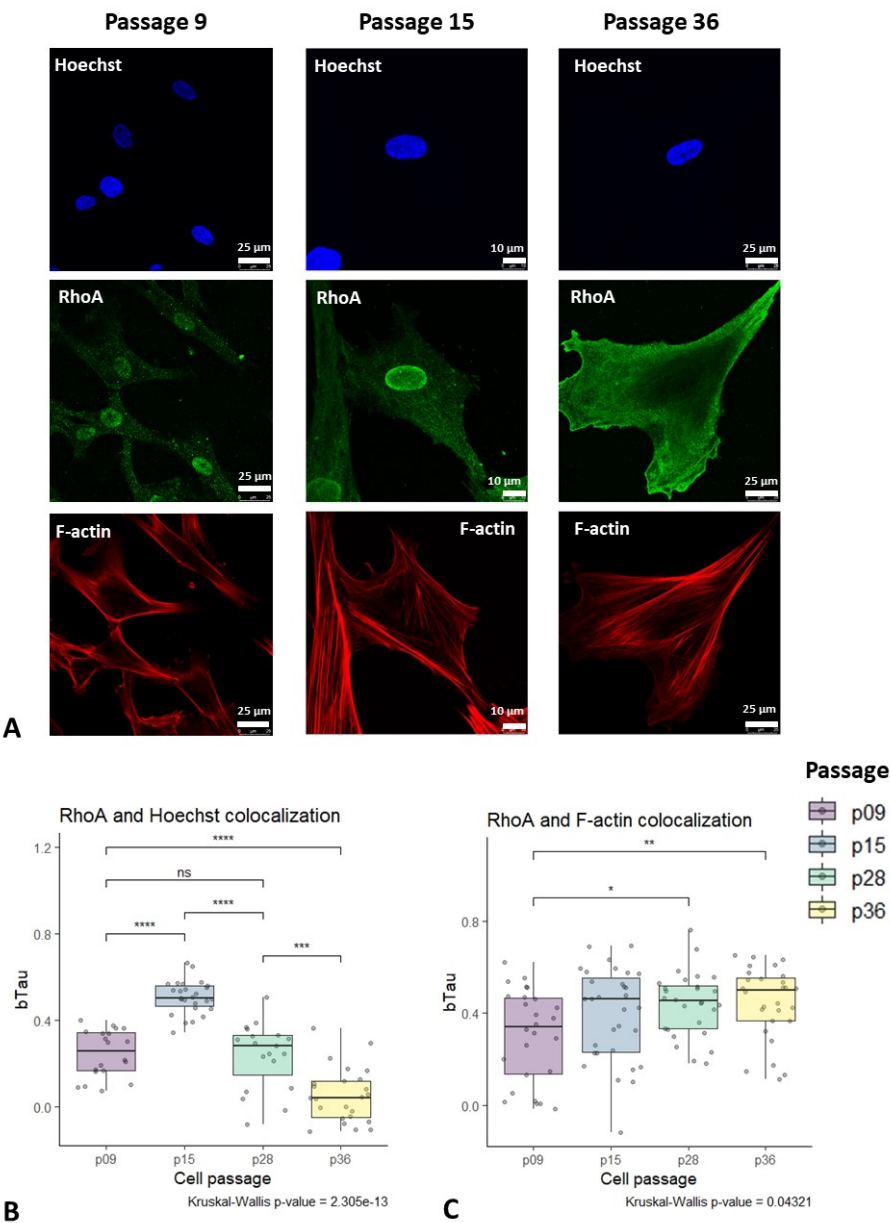 Passage 9 Passage 15 Passage 36
Hoechst Hoechst Hoechst
25 µm 10 µm 25 µm
RhoA RhoA RhoA
25 µm 10 µm 25 µm
F-actin F-actin F-actin
25 µm 10 µm 25 µm
A
Passage
p09
p15
p28
p36
RhoA and Hoechst colocalization
1.2
0.8
0.4
0.0
bTau
****
ns
****
****
***
p09 p15 p28 p36
Cell passage
Kruskal-Wallis p-value = 2.305e-13
B
RhoA and F-actin colocalization
0.8
0.4
0.0
bTau
**
*
p09 p15 p28 p36
Cell passage
Kruskal-Wallis p-value = 0.04321
C